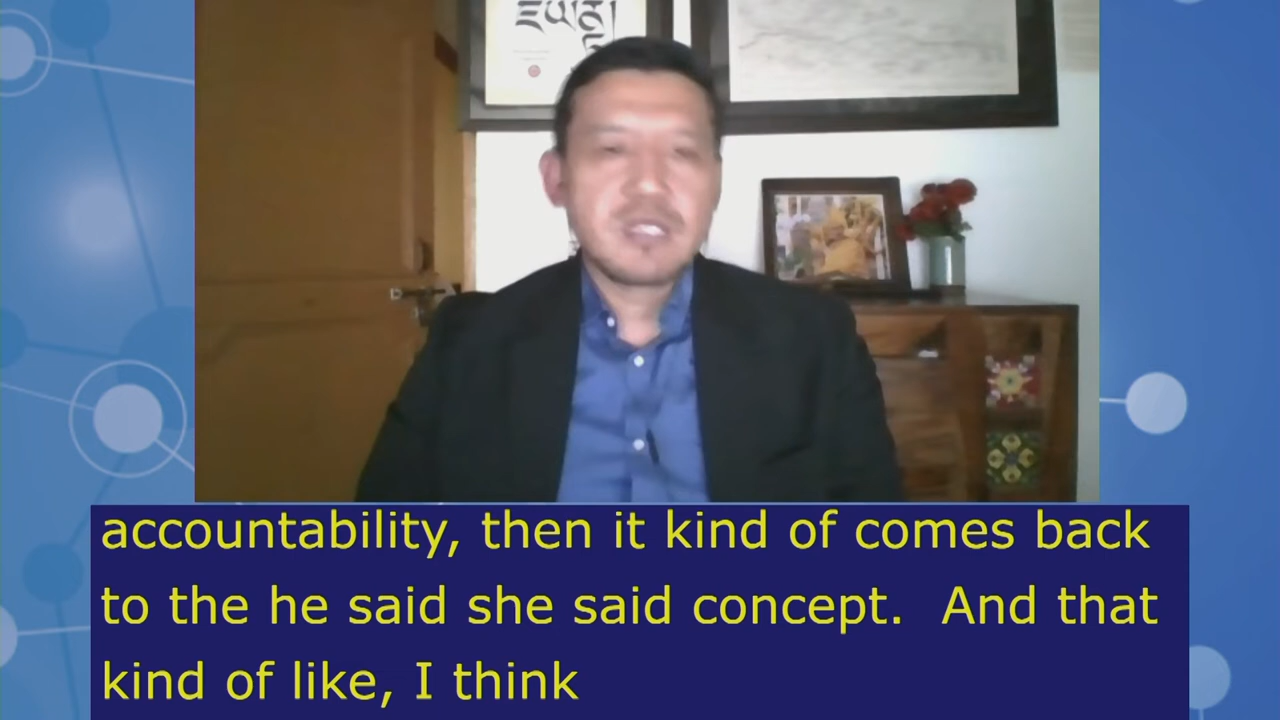 accountability, then it kind of comes back
to the he said she said concept.  And that
kind of like, I think